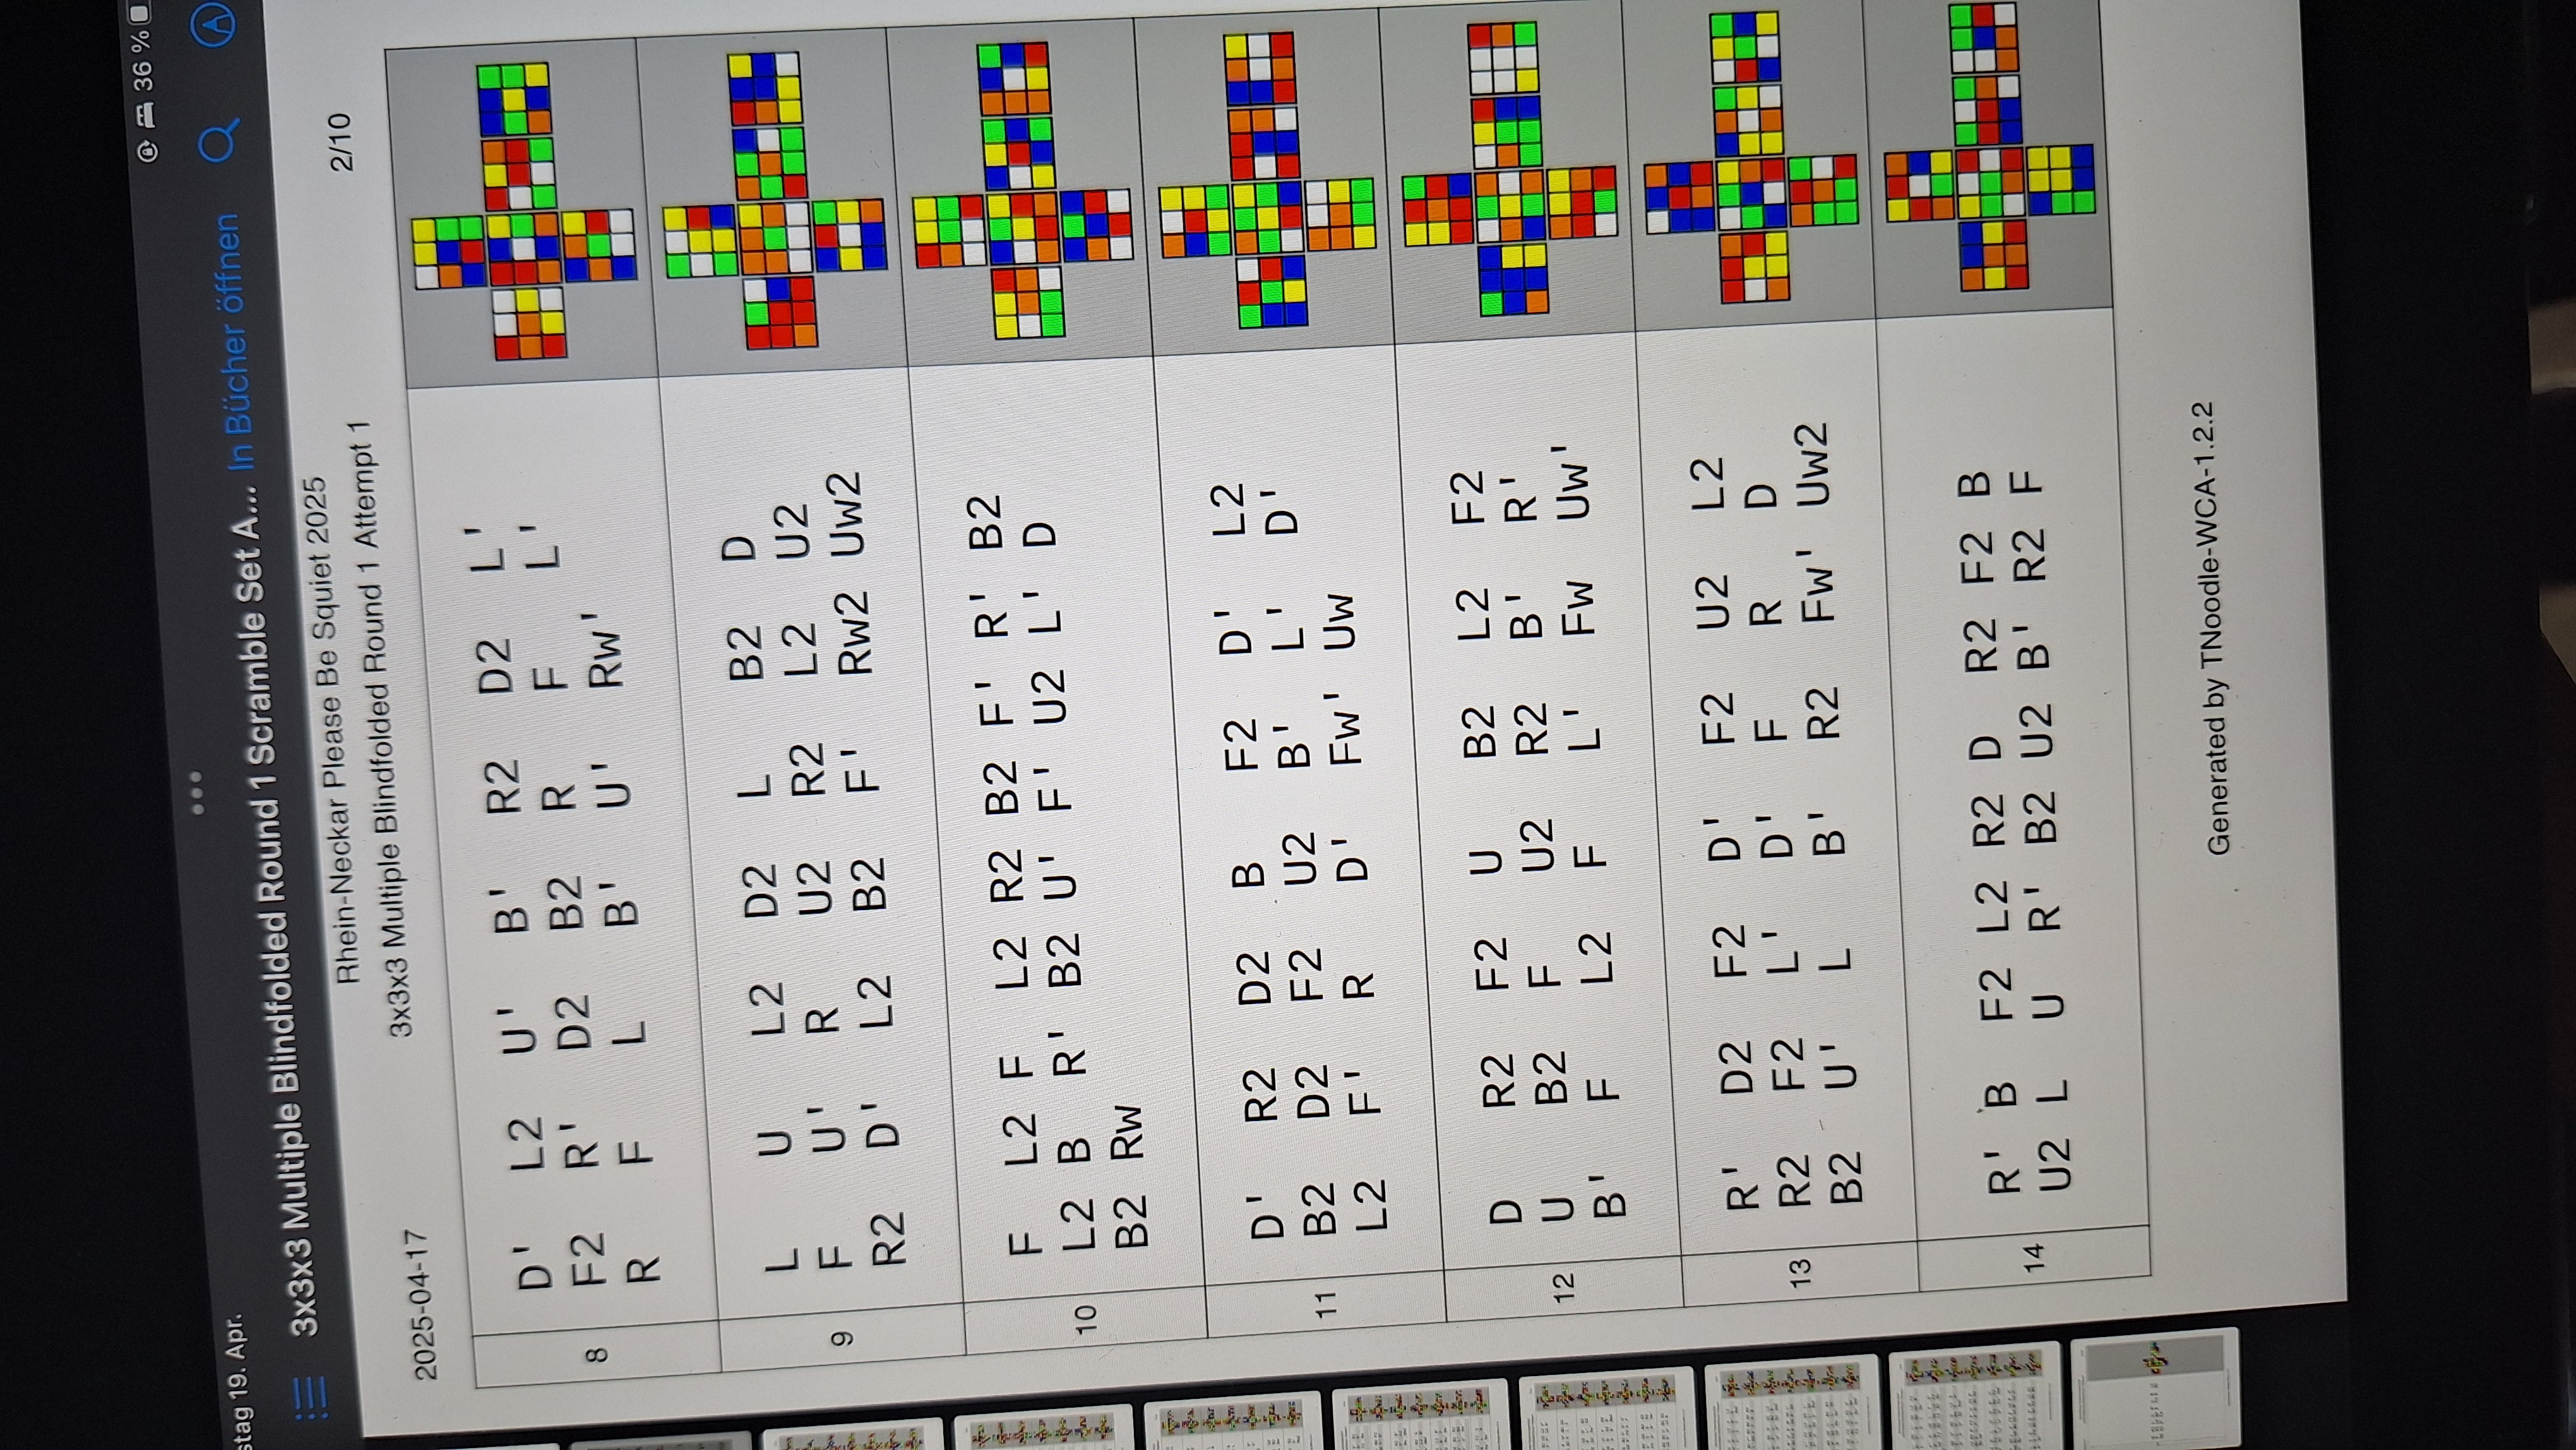 stag 19. Apr.
36 %
3x3x3 Multiple Blindfolded Round 1 Scramble Set A...
In Bücher öffnen
Rhein-Neckar Please Be Squiet 2025
2025-04-17
3x3x3 Multiple Blindfolded Round 1 Attempt 1
2/10
8
D' L2 U' B' R2 D2 L'
F2 R' D2 B2 R F L'
R F L B' U' Rw'
9
L U L2 D2 L B2 D
F U' R U2 R2 L2 U2
R2 D' L2 B2 F' Rw2 Uw2
10
F L2 F L2 R2 B2 F' R' B2
L2 B R' B2 U' F' U2 L' D
B2 Rw
11
D' R2 D2 B F2 D' L2
B2 D2 F2 U2 B' L' D'
L2 F' R D' Fw' Uw
12
D R2 F2 U B2 L2 F2
U B2 F U2 R2 B' R'
B' F L2 F L' Fw Uw'
13
R' D2 F2 D' F2 U2 L2
R2 F2 L' D' F R D
B2 U' L B' R2 Fw' Uw2
14
R' B F2 L2 R2 D R2 F2 B
U2 L U R' B2 U2 B' R2 F
Generated by TNoodle-WCA-1.2.2